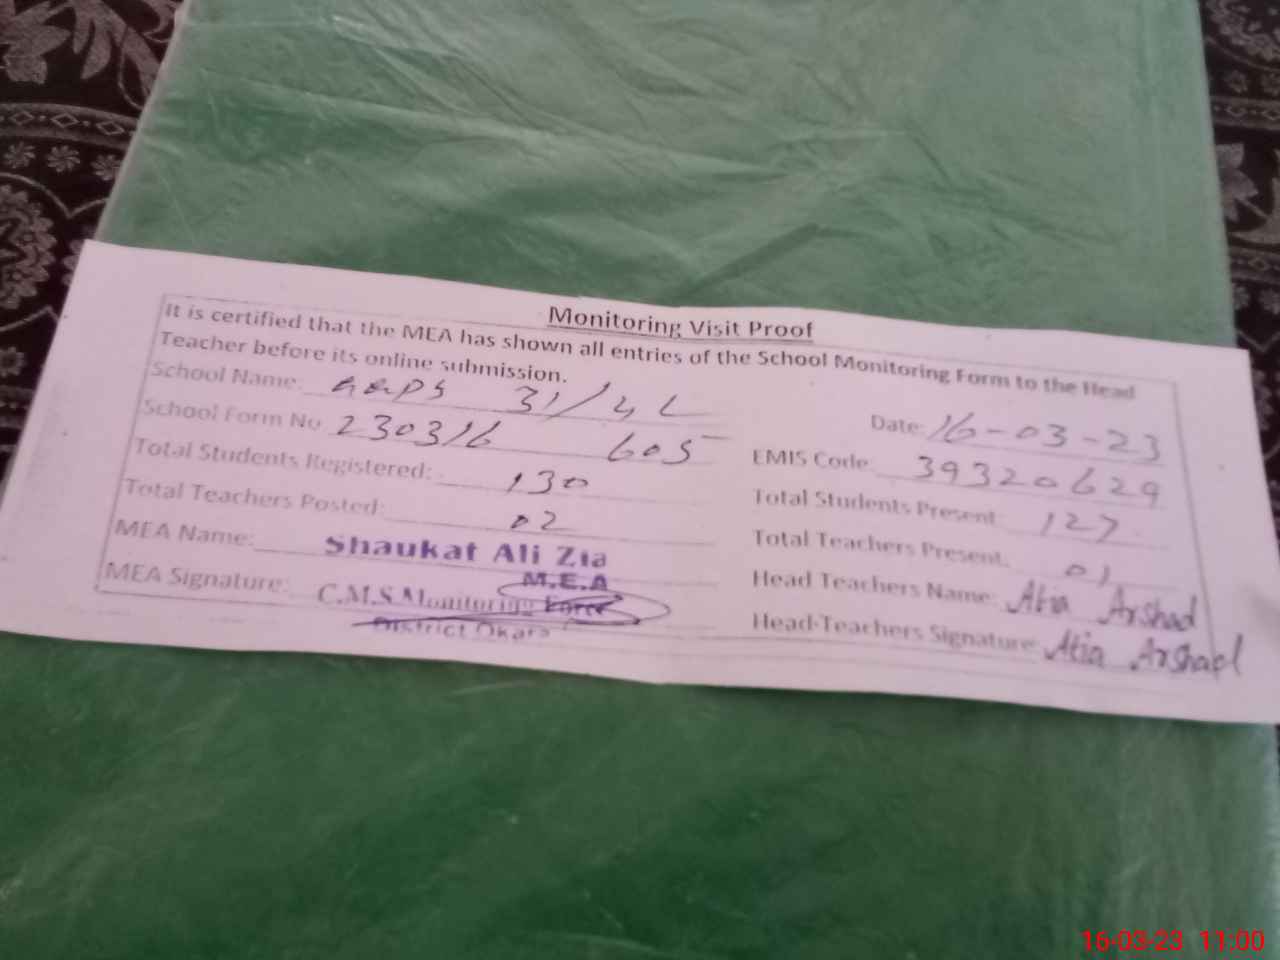 Monitoring Visit Proof
It is certified that the MEA has shown all entries of the School Monitoring Form to the Head
Teacher before its online submission.
School Name: GGPS 31/4L
Date: 16-03-23
School Form No 230316 605
EMIS Code: 39320629
Total Students Registered: 130
Total Students Present: 127
Total Teachers Posted: 02
Total Teachers Present: 01
MEA Name: Shaukat Ali Zia
M.E.A
Head Teachers Name: Atia Arshad
MEA Signature: C.M.S Monitoring Force
District Okara
Head-Teachers Signature: Atia Arshad
16-03-23 11:00